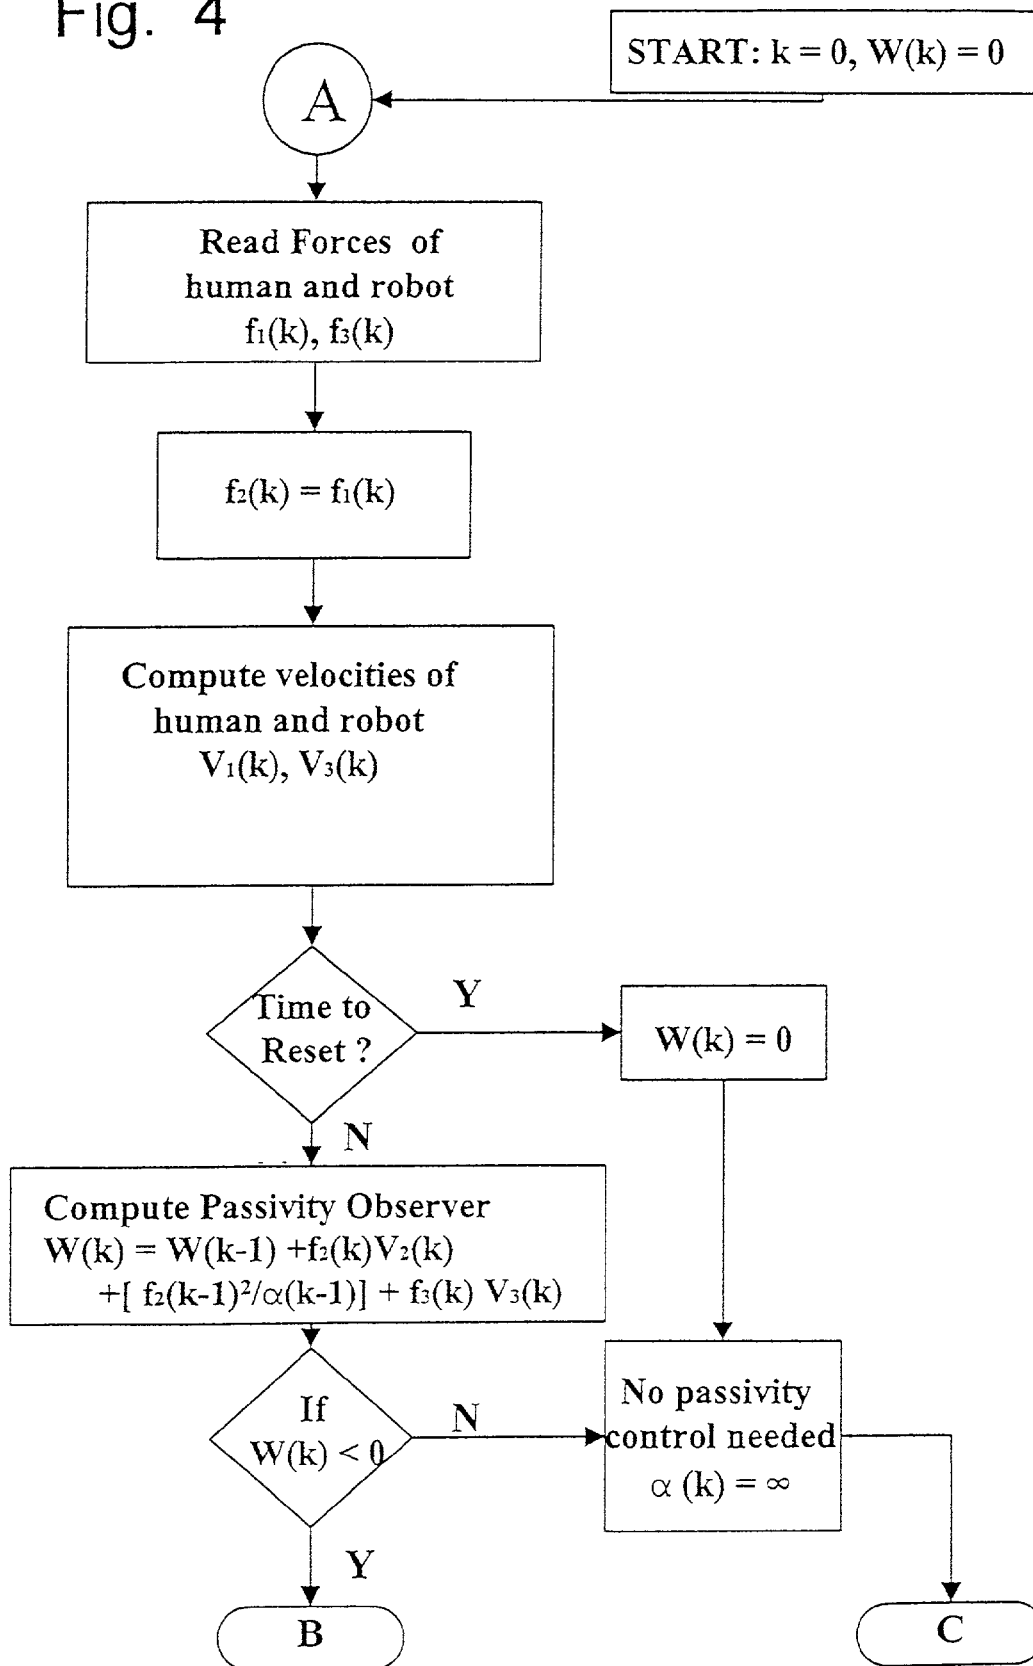 Fig. 4
START: k = 0, W(k) = 0
A
Read Forces of
human and robot
f₁(k), f₃(k)
f₂(k) = f₁(k)
Compute velocities of
human and robot
V₁(k), V₃(k)
Time to
Reset ?
Y
W(k) = 0
N
Compute Passivity Observer
W(k) = W(k-1) +f₂(k)V₂(k)
+[ f₂(k-1)²/α(k-1)] + f₃(k) V₃(k)
If
W(k) < 0
N
No passivity
control needed
α (k) = ∞
Y
B
C